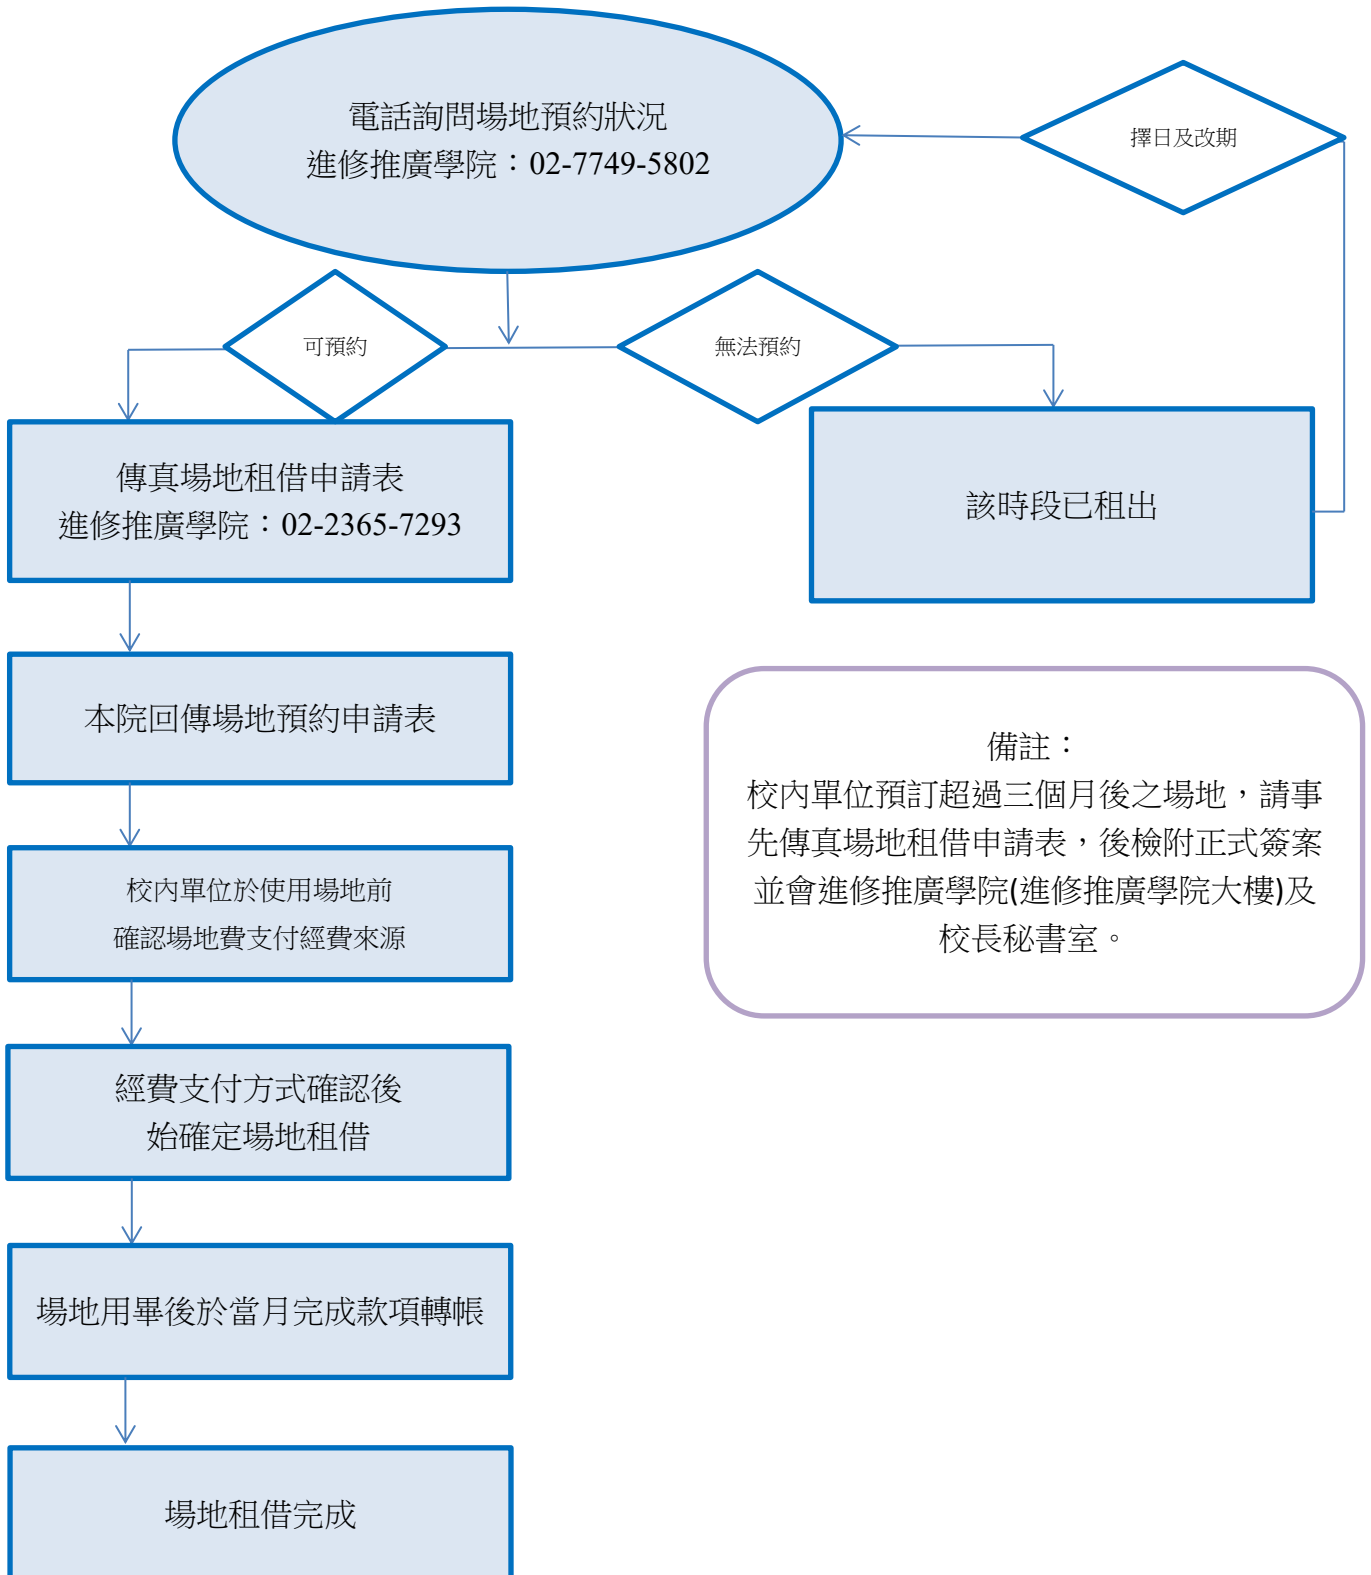 電話詢問場地預約狀況
進修推廣學院：02-7749-5802
擇日及改期
可預約
無法預約
傳真場地租借申請表
進修推廣學院：02-2365-7293
該時段已租出
本院回傳場地預約申請表
備註：
校內單位預訂超過三個月後之場地，請事
先傳真場地租借申請表，後檢附正式簽案
並會進修推廣學院(進修推廣學院大樓)及
校長秘書室。
校內單位於使用場地前
確認場地費支付經費來源
經費支付方式確認後
始確定場地租借
場地用畢後於當月完成款項轉帳
場地租借完成